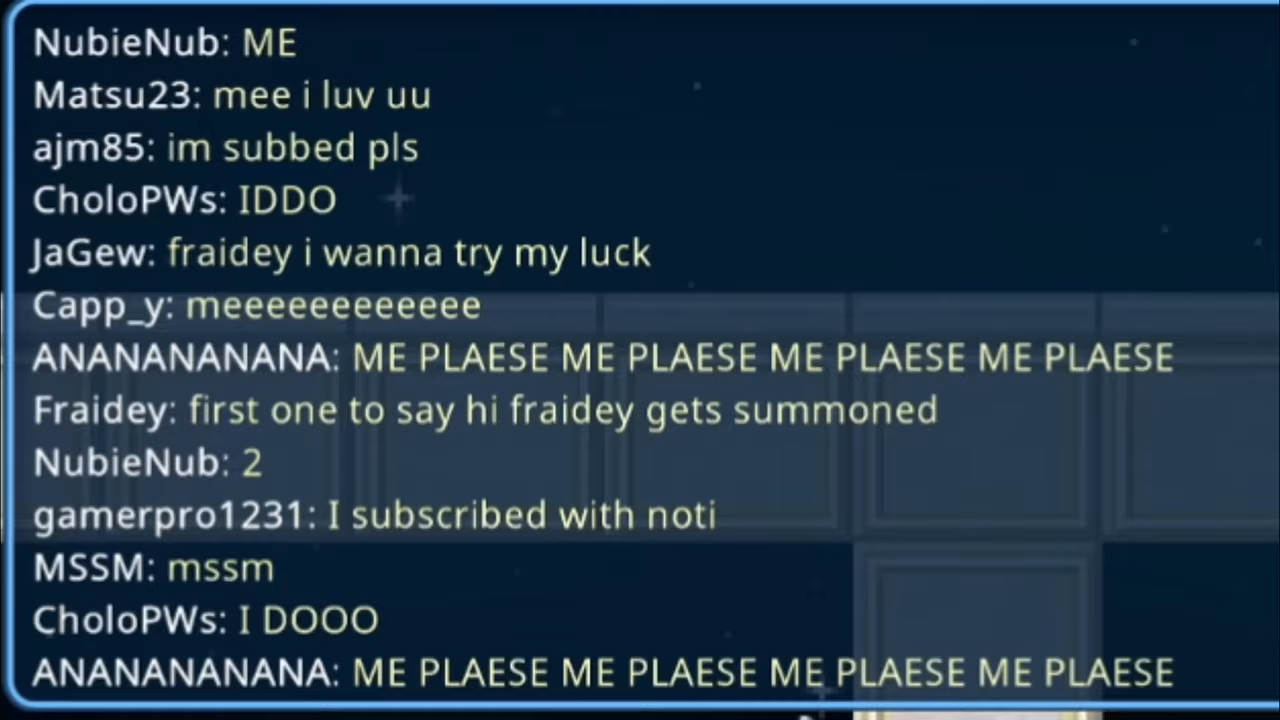 NubieNub: ME
Matsu23: mee i luv uu
ajm85: im subbed pls
CholoPWs: IDDO
JaGew: fraidey i wanna try my luck
Capp_y: meeeeeeeeeeee
ANANANANANA: ME PLAESE ME PLAESE ME PLAESE ME PLAESE
Fraidey: first one to say hi fraidey gets summoned
NubieNub: 2
gamerpro1231: I subscribed with noti
MSSM: mssm
CholoPWs: I DOOO
ANANANANANA: ME PLAESE ME PLAESE ME PLAESE ME PLAESE